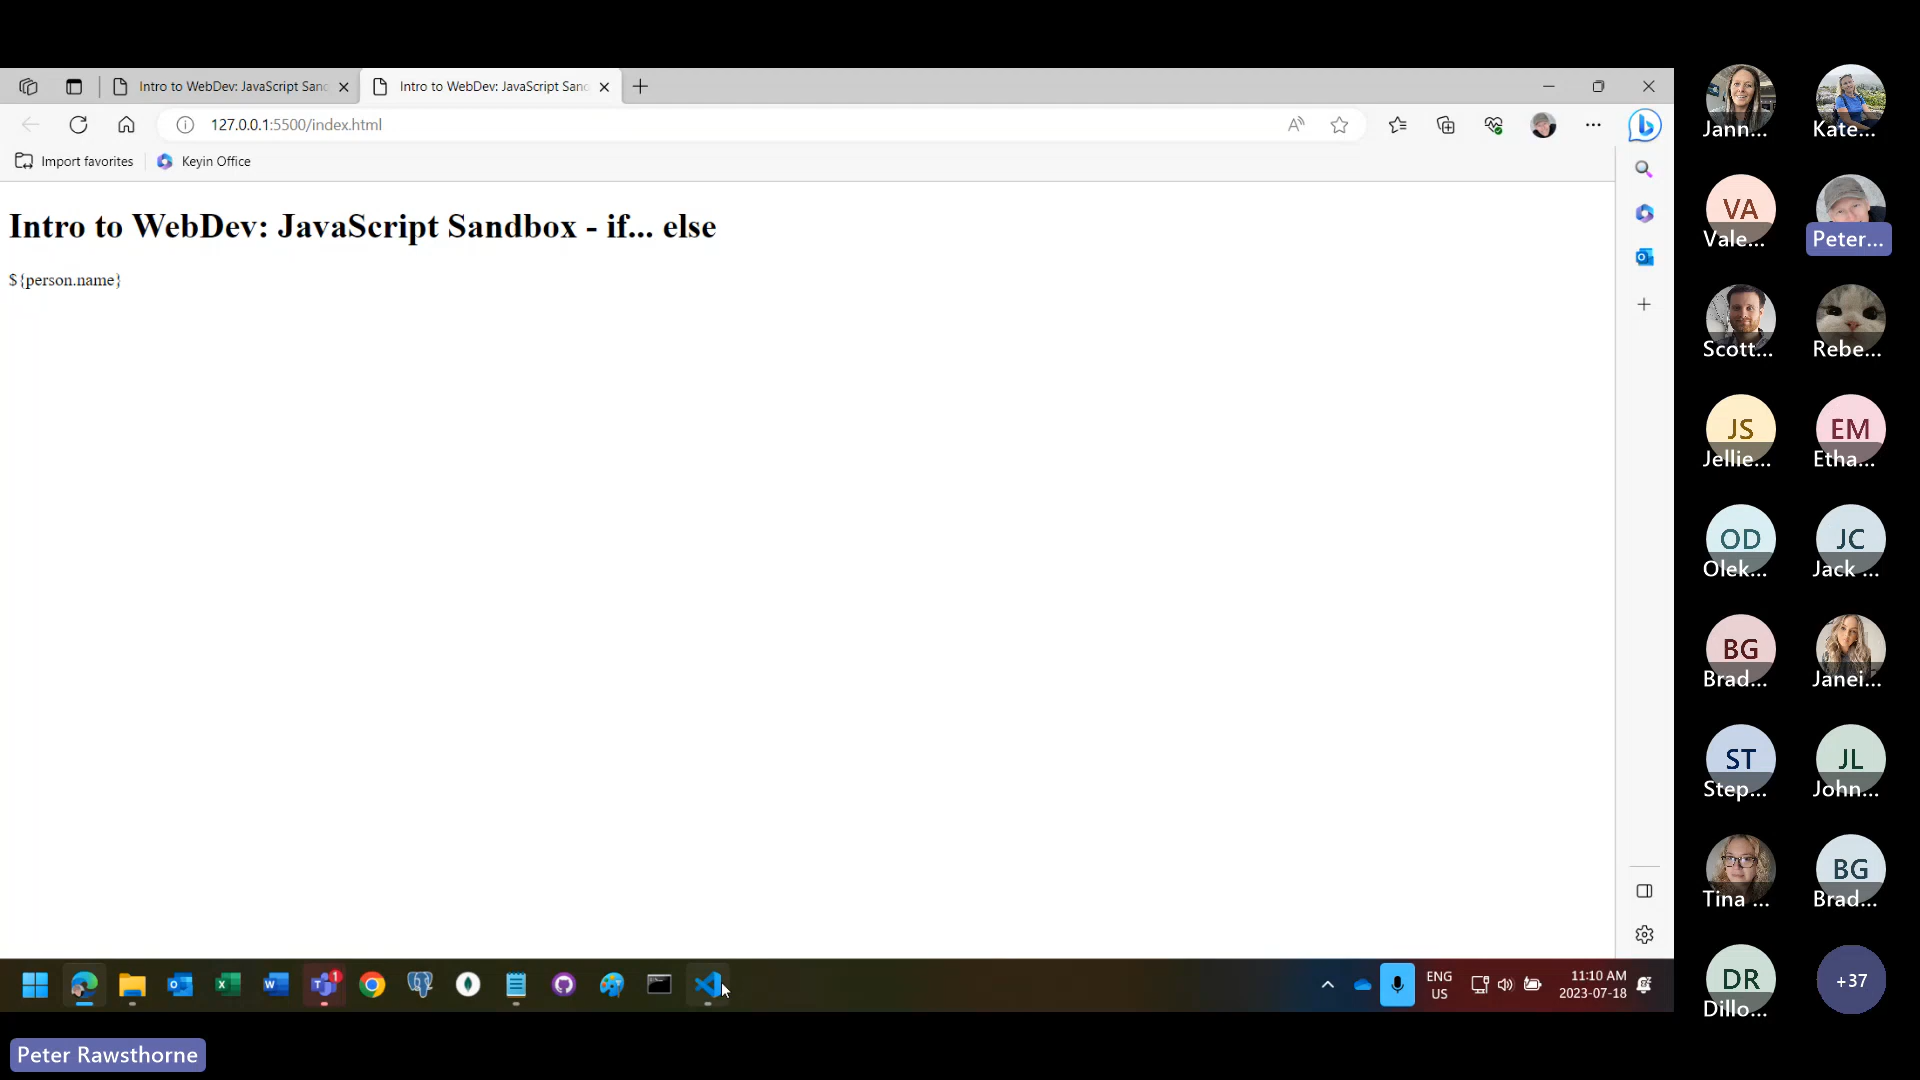 Intro to WebDev: JavaScript Sand
Intro to WebDev: JavaScript Sand
127.0.0.1:5500/index.html
Import favorites
Keyin Office
Intro to WebDev: JavaScript Sandbox - if... else
${person.name}
Jann...
Kate...
VA
Vale...
Peter...
Scott...
Rebe...
JS
Jellie...
EM
Etha...
OD
Olek...
JC
Jack ...
BG
Brad...
Janei...
ST
Step...
JL
John...
Tina ...
BG
Brad...
DR
Dillo...
+37
1
ENG
US
11:10 AM
2023-07-18
Peter Rawsthorne